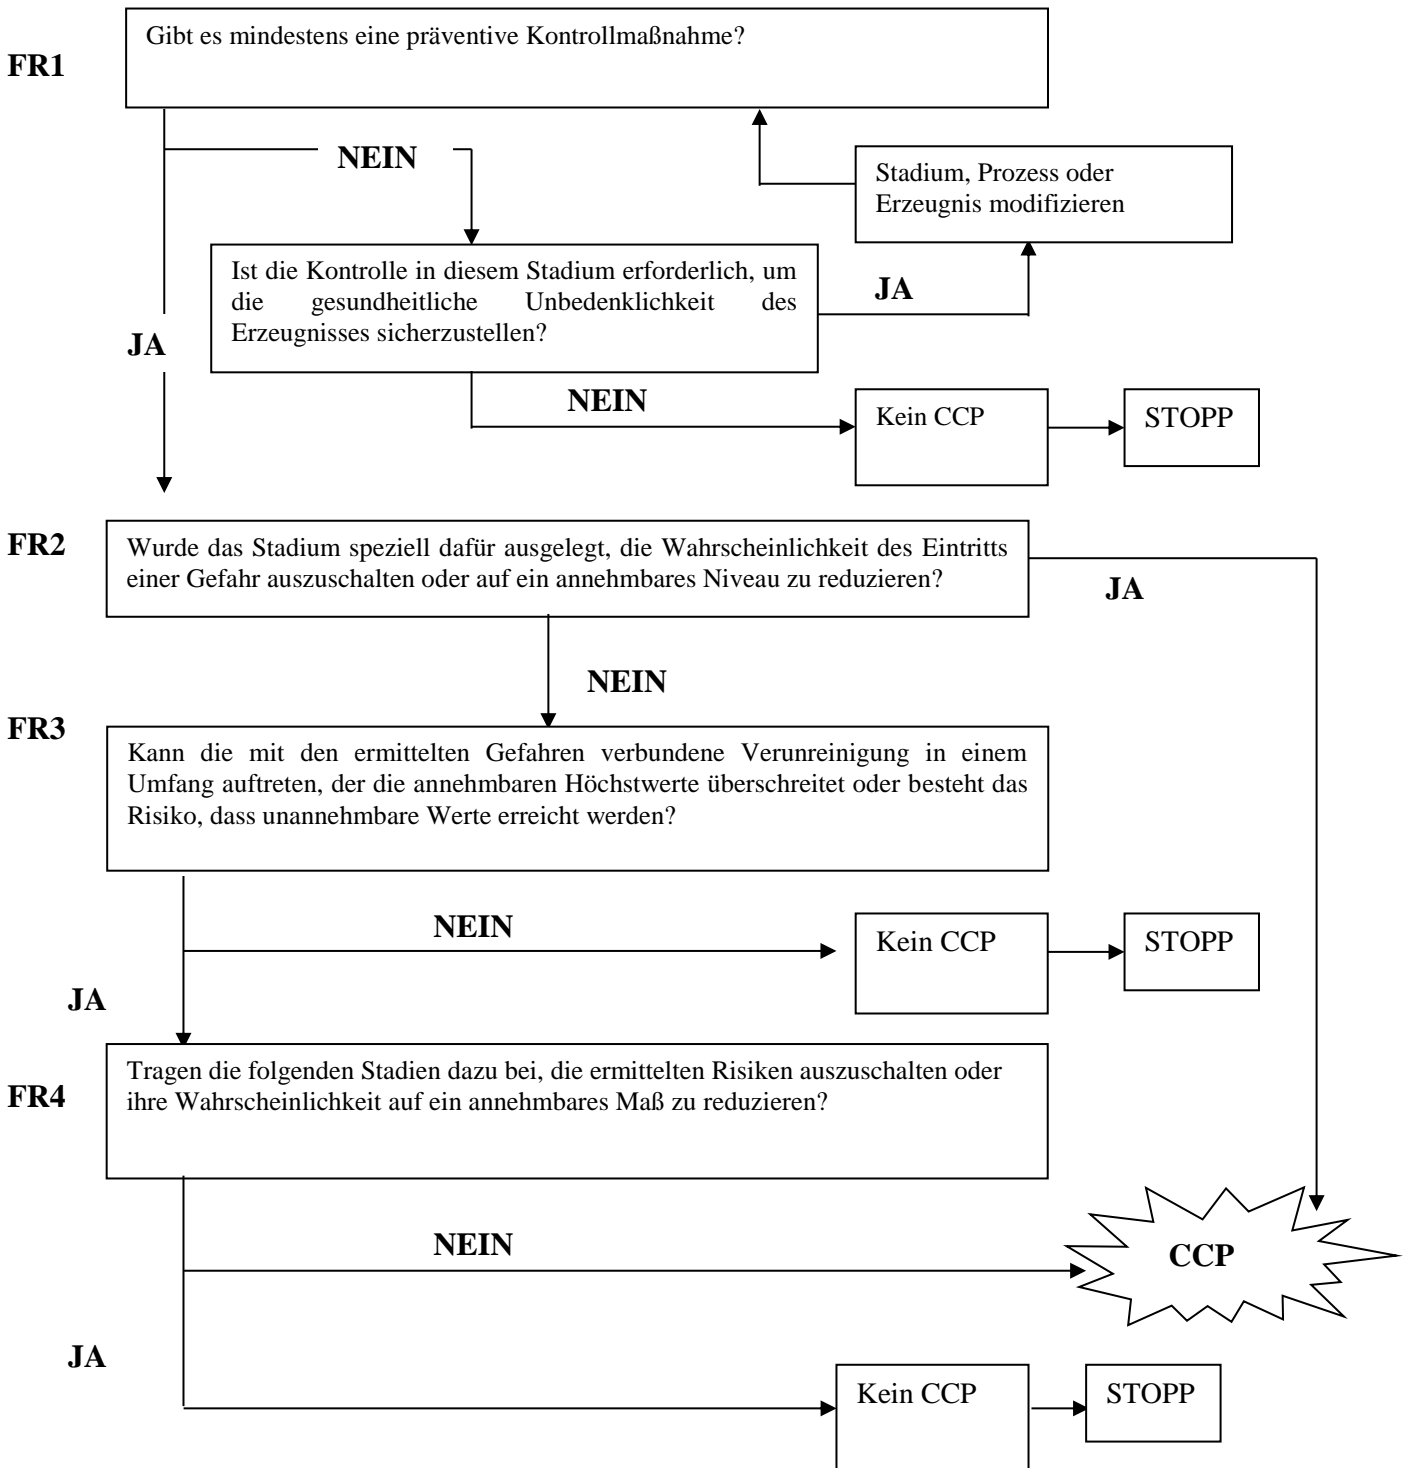 Gibt es mindestens eine präventive Kontrollmaßnahme?
FR1
NEIN
Stadium, Prozess oder
Erzeugnis modifizieren
Ist die Kontrolle in diesem Stadium erforderlich, um
die gesundheitliche Unbedenklichkeit des
Erzeugnisses sicherzustellen?
JA
JA
NEIN
Kein CCP
STOPP
FR2
Wurde das Stadium speziell dafür ausgelegt, die Wahrscheinlichkeit des Eintritts
einer Gefahr auszuschalten oder auf ein annehmbares Niveau zu reduzieren?
JA
NEIN
FR3
Kann die mit den ermittelten Gefahren verbundene Verunreinigung in einem
Umfang auftreten, der die annehmbaren Höchstwerte überschreitet oder besteht das
Risiko, dass unannehmbare Werte erreicht werden?
NEIN
Kein CCP
STOPP
JA
FR4
Tragen die folgenden Stadien dazu bei, die ermittelten Risiken auszuschalten oder
ihre Wahrscheinlichkeit auf ein annehmbares Maß zu reduzieren?
NEIN
CCP
JA
Kein CCP
STOPP